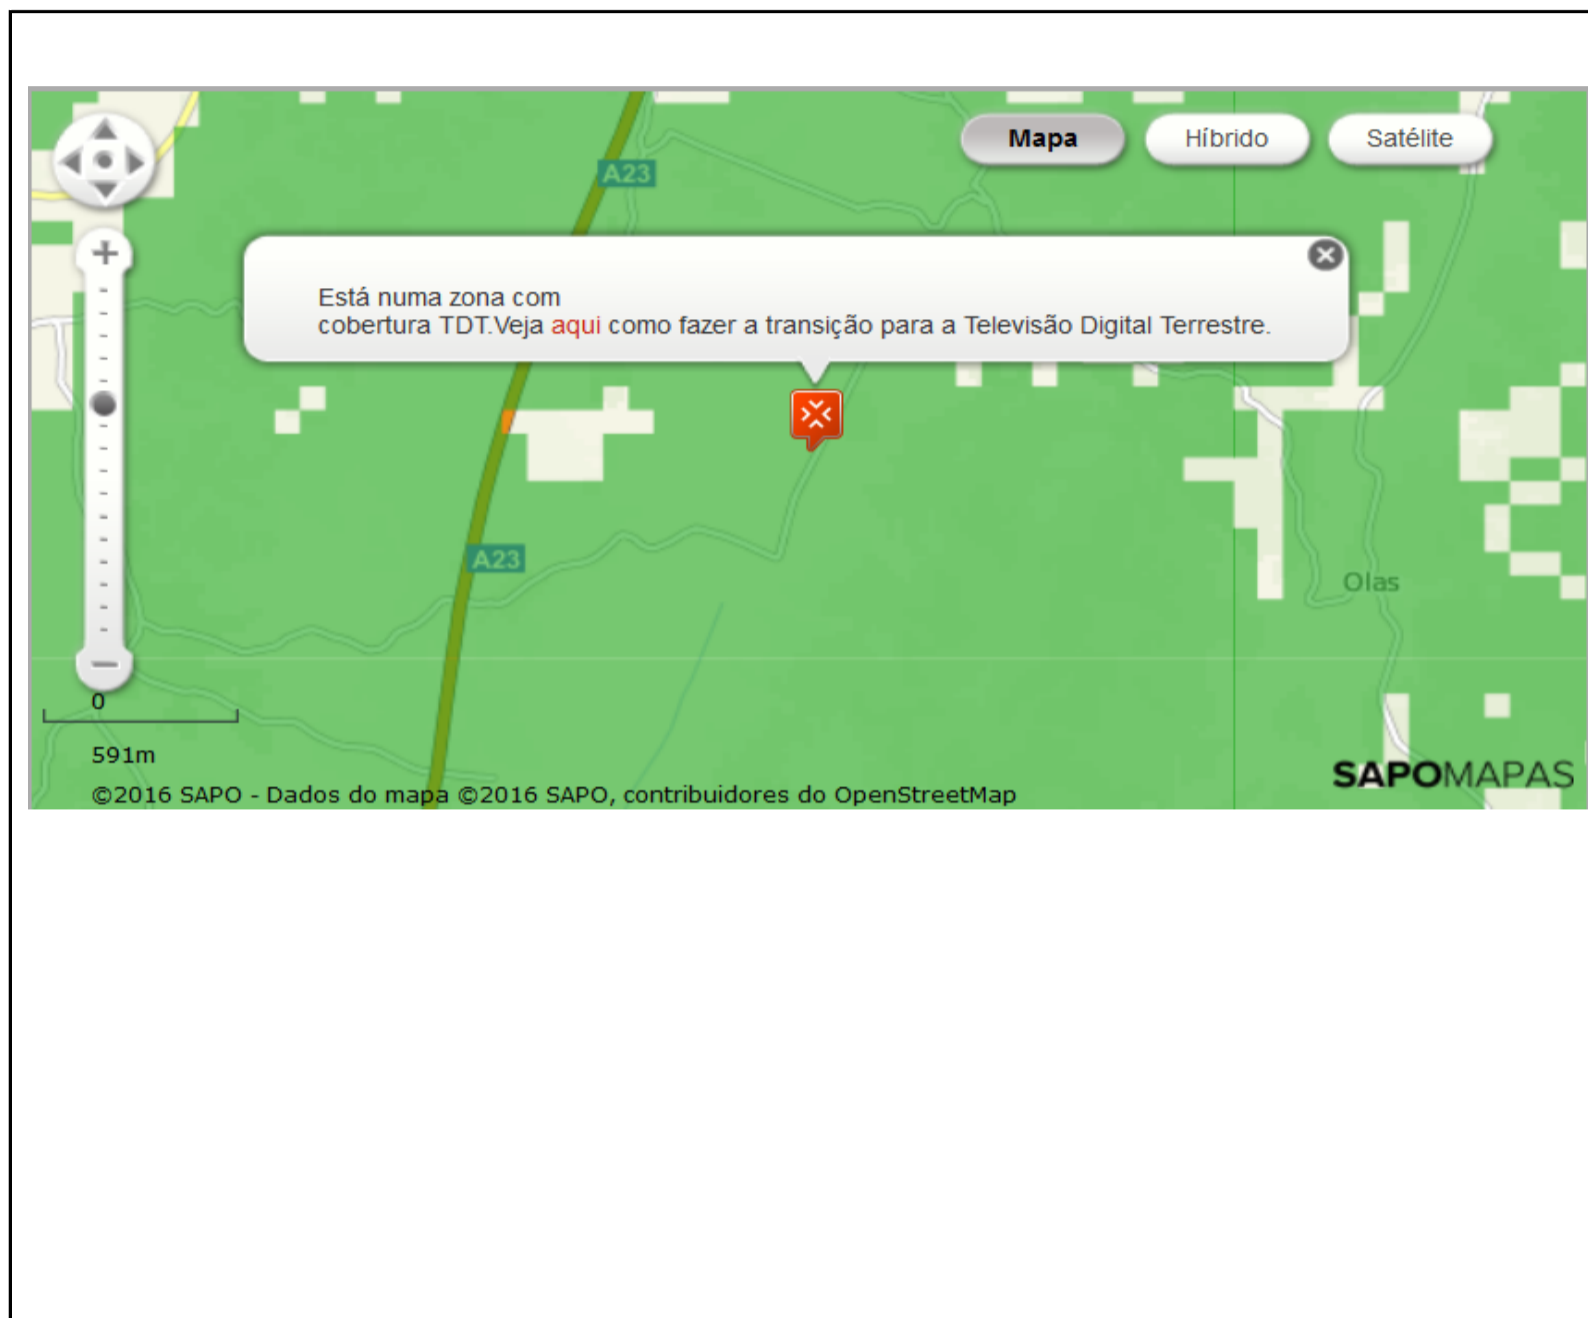 Mapa
Híbrido
Satélite
A23
Está numa zona com
cobertura TDT.Veja aqui como fazer a transição para a Televisão Digital Terrestre.
A23
Olas
0
591m
SAPOMAPAS
©2016 SAPO - Dados do mapa ©2016 SAPO, contribuidores do OpenStreetMap